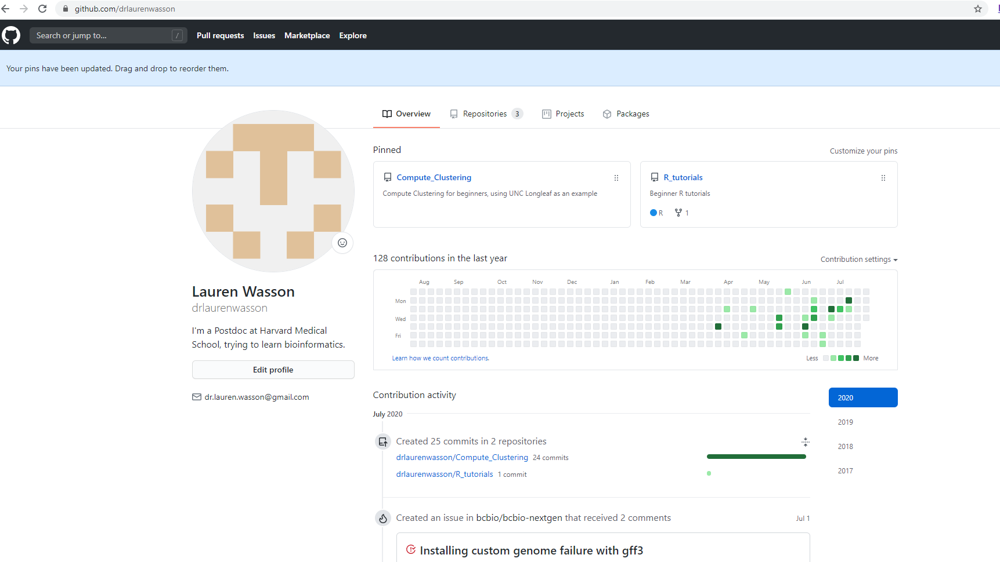 github.com/drlaurenwasson
Search or jump to... /
Pull requests Issues Marketplace Explore
Your pins have been updated. Drag and drop to reorder them.
Overview Repositories 3 Projects Packages
Pinned
Customize your pins
Compute_Clustering
Compute Clustering for beginners, using UNC Longleaf as an example
R_tutorials
Beginner R tutorials
R 1
128 contributions in the last year
Contribution settings
Aug Sep Oct Nov Dec Jan Feb Mar Apr May Jun Jul
Mon
Wed
Fri
Learn how we count contributions.
Less More
Lauren Wasson
drlaurenwasson
I'm a Postdoc at Harvard Medical
School, trying to learn bioinformatics.
Edit profile
dr.lauren.wasson@gmail.com
Contribution activity
2020
2019
2018
2017
July 2020
Created 25 commits in 2 repositories
drlaurenwasson/Compute_Clustering 24 commits
drlaurenwasson/R_tutorials 1 commit
Created an issue in bcbio/bcbio-nextgen that received 2 comments
Jul 1
Installing custom genome failure with gff3